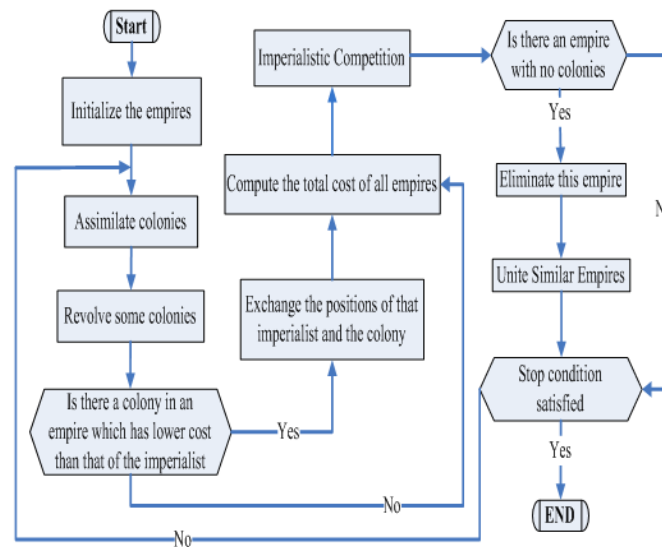 Start
Initialize the empires
Assimilate colonies
Revolve some colonies
Is there a colony in an
empire which has lower cost
than that of the imperialist
Yes
No
Exchange the positions of that
imperialist and the colony
Compute the total cost of all empires
Imperialistic Competition
Is there an empire
with no colonies
Yes
Eliminate this empire
Unite Similar Empires
Stop condition
satisfied
Yes
END
No